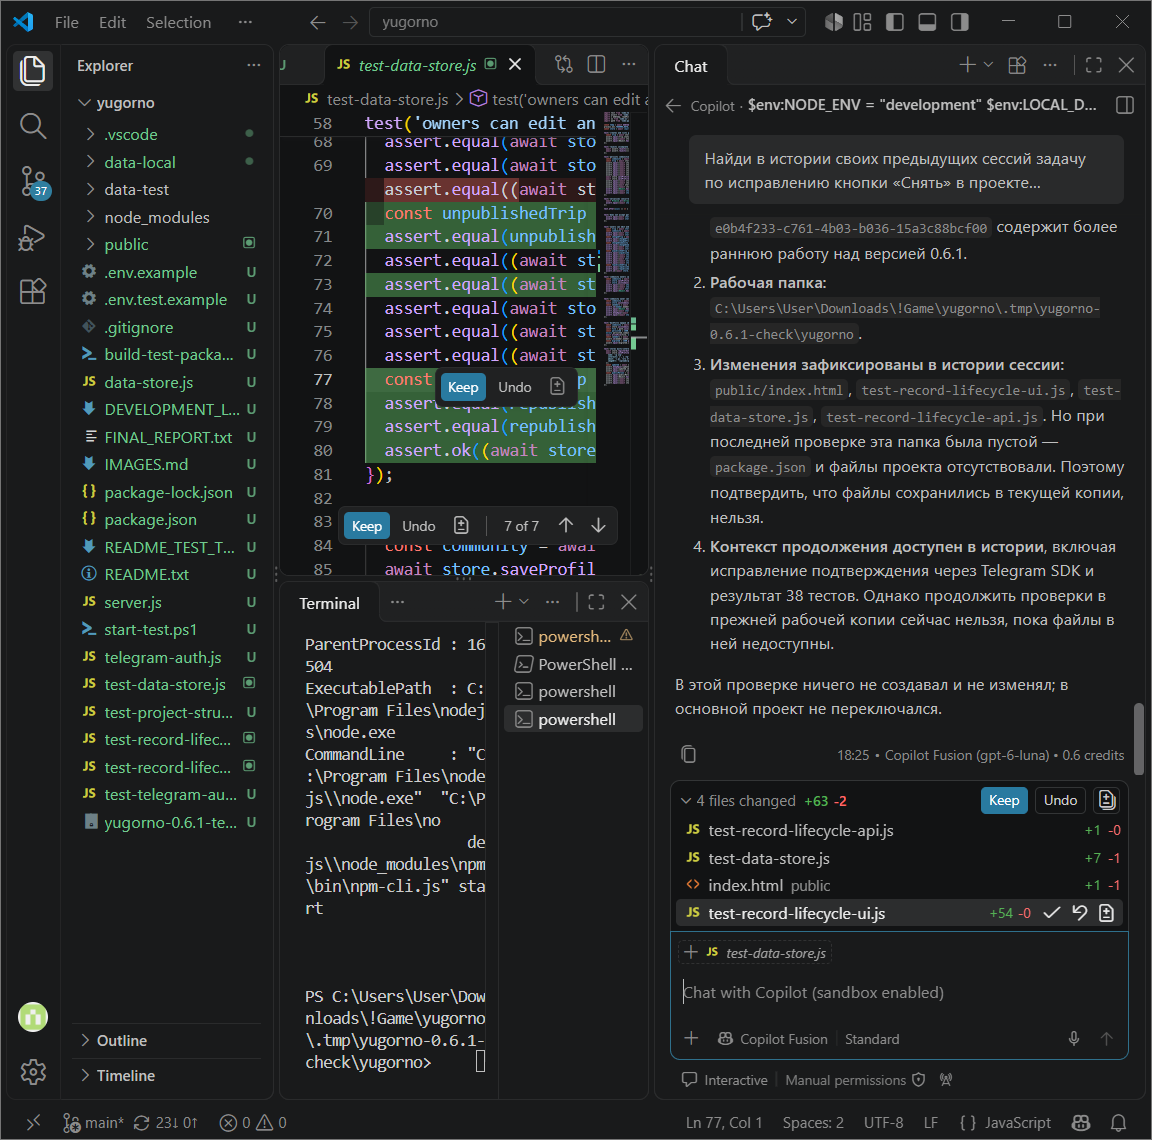 File Edit Selection ··· yugorno
Explorer ···
yugorno
.vscode
data-local
data-test
node_modules
public
.env.example U
.env.test.example U
.gitignore U
build-test-packa... U
data-store.js U
DEVELOPMENT_L... U
FINAL_REPORT.txt U
IMAGES.md U
package-lock.json U
package.json U
README_TEST_T... U
README.txt U
server.js U
start-test.ps1 U
telegram-auth.js U
test-data-store.js
test-project-stru... U
test-record-lifec...
test-record-lifec...
test-telegram-au... U
yugorno-0.6.1-te... U
Outline
Timeline
37
J JS test-data-store.js
JS test-data-store.js > test('owners can edit a
58 test('owners can edit an
68 assert.equal(await sto
69 assert.equal(await sto
assert.equal((await st
70 const unpublishedTrip
71 assert.equal(unpublish
72 assert.equal((await st
73 assert.equal((await st
74 assert.equal(await sto
75 assert.equal((await st
76 assert.equal((await st
77 const
Keep Undo
78
79 assert.equal(republish
80 assert.ok((await store
81 });
82
83
Keep Undo 7 of 7
84 const community = awai
85 await store.saveProfil
Terminal ···
ParentProcessId : 16
504
ExecutablePath : C:
\Program Files\nodej
s\node.exe
CommandLine : "C
:\Program Files\node
js\\node.exe" "C:\P
rogram Files\no
de
js\\node_modules\npm
\bin\npm-cli.js" sta
rt
PS C:\Users\User\Dow
nloads\!Game\yugorno
\.tmp\yugorno-0.6.1-
check\yugorno>
powersh...
PowerShell ...
powershell
powershell
Chat
Copilot · $env:NODE_ENV = "development" $env:LOCAL_D...
Найди в истории своих предыдущих сессий задачу
по исправлению кнопки «Снять» в проекте...
e0b4f233-c761-4b03-b036-15a3c88bcf00 содержит более
раннюю работу над версией 0.6.1.
2. Рабочая папка:
C:\Users\User\Downloads\!Game\yugorno\.tmp\yugorno-
0.6.1-check\yugorno .
3. Изменения зафиксированы в истории сессии:
public/index.html , test-record-lifecycle-ui.js , test-
data-store.js , test-record-lifecycle-api.js . Но при
последней проверке эта папка была пустой —
package.json и файлы проекта отсутствовали. Поэтому
подтвердить, что файлы сохранились в текущей копии,
нельзя.
4. Контекст продолжения доступен в истории, включая
исправление подтверждения через Telegram SDK и
результат 38 тестов. Однако продолжить проверки в
прежней рабочей копии сейчас нельзя, пока файлы в
ней недоступны.
В этой проверке ничего не создавал и не изменял; в
основной проект не переключался.
18:25 • Copilot Fusion (gpt-6-luna) • 0.6 credits
4 files changed +63 -2 Keep Undo
JS test-record-lifecycle-api.js +1 -0
JS test-data-store.js +7 -1
index.html public +1 -1
JS test-record-lifecycle-ui.js +54 -0
JS test-data-store.js
Chat with Copilot (sandbox enabled)
Copilot Fusion Standard
Interactive Manual permissions
main* 23↓ 0↑ 0 0 Ln 77, Col 1 Spaces: 2 UTF-8 LF { } JavaScript